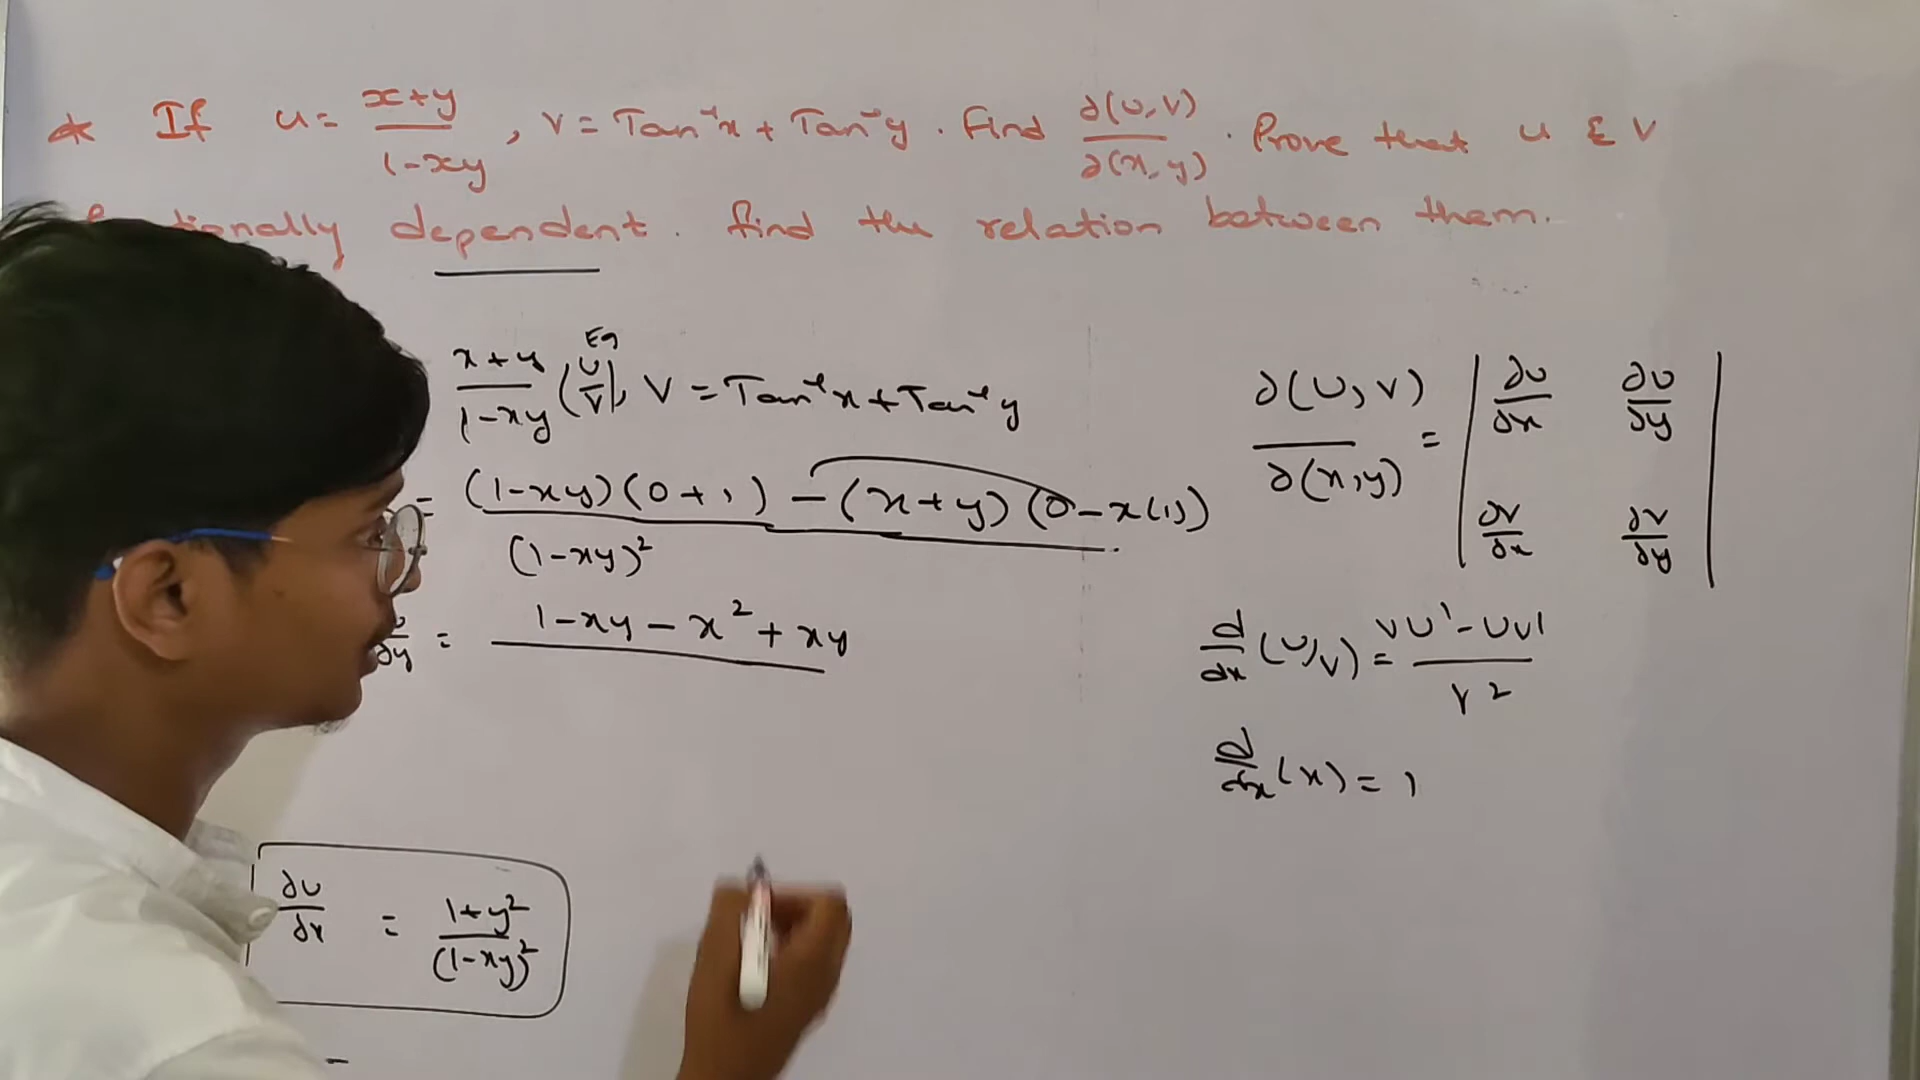 * If u = x+y / 1-xy , v = Tan⁻¹x + Tan⁻¹y . Find ∂(u,v) / ∂(x,y) . Prove that u & v
tionally dependent. find the relation between them.
x+y / 1-xy (u/v), v = Tan⁻¹x + Tan⁻¹y
= (1-xy)(0+1) - (x+y)(0-x(1))
(1-xy)²
∂y = 1-xy-x²+xy
∂u/∂x = 1+y² / (1-xy)²
∂(u,v) / ∂(x,y) = | ∂u/∂x ∂u/∂y
∂v/∂x ∂v/∂y |
d/dx (u/v) = vu' - uv' / v²
d/dx (x) = 1